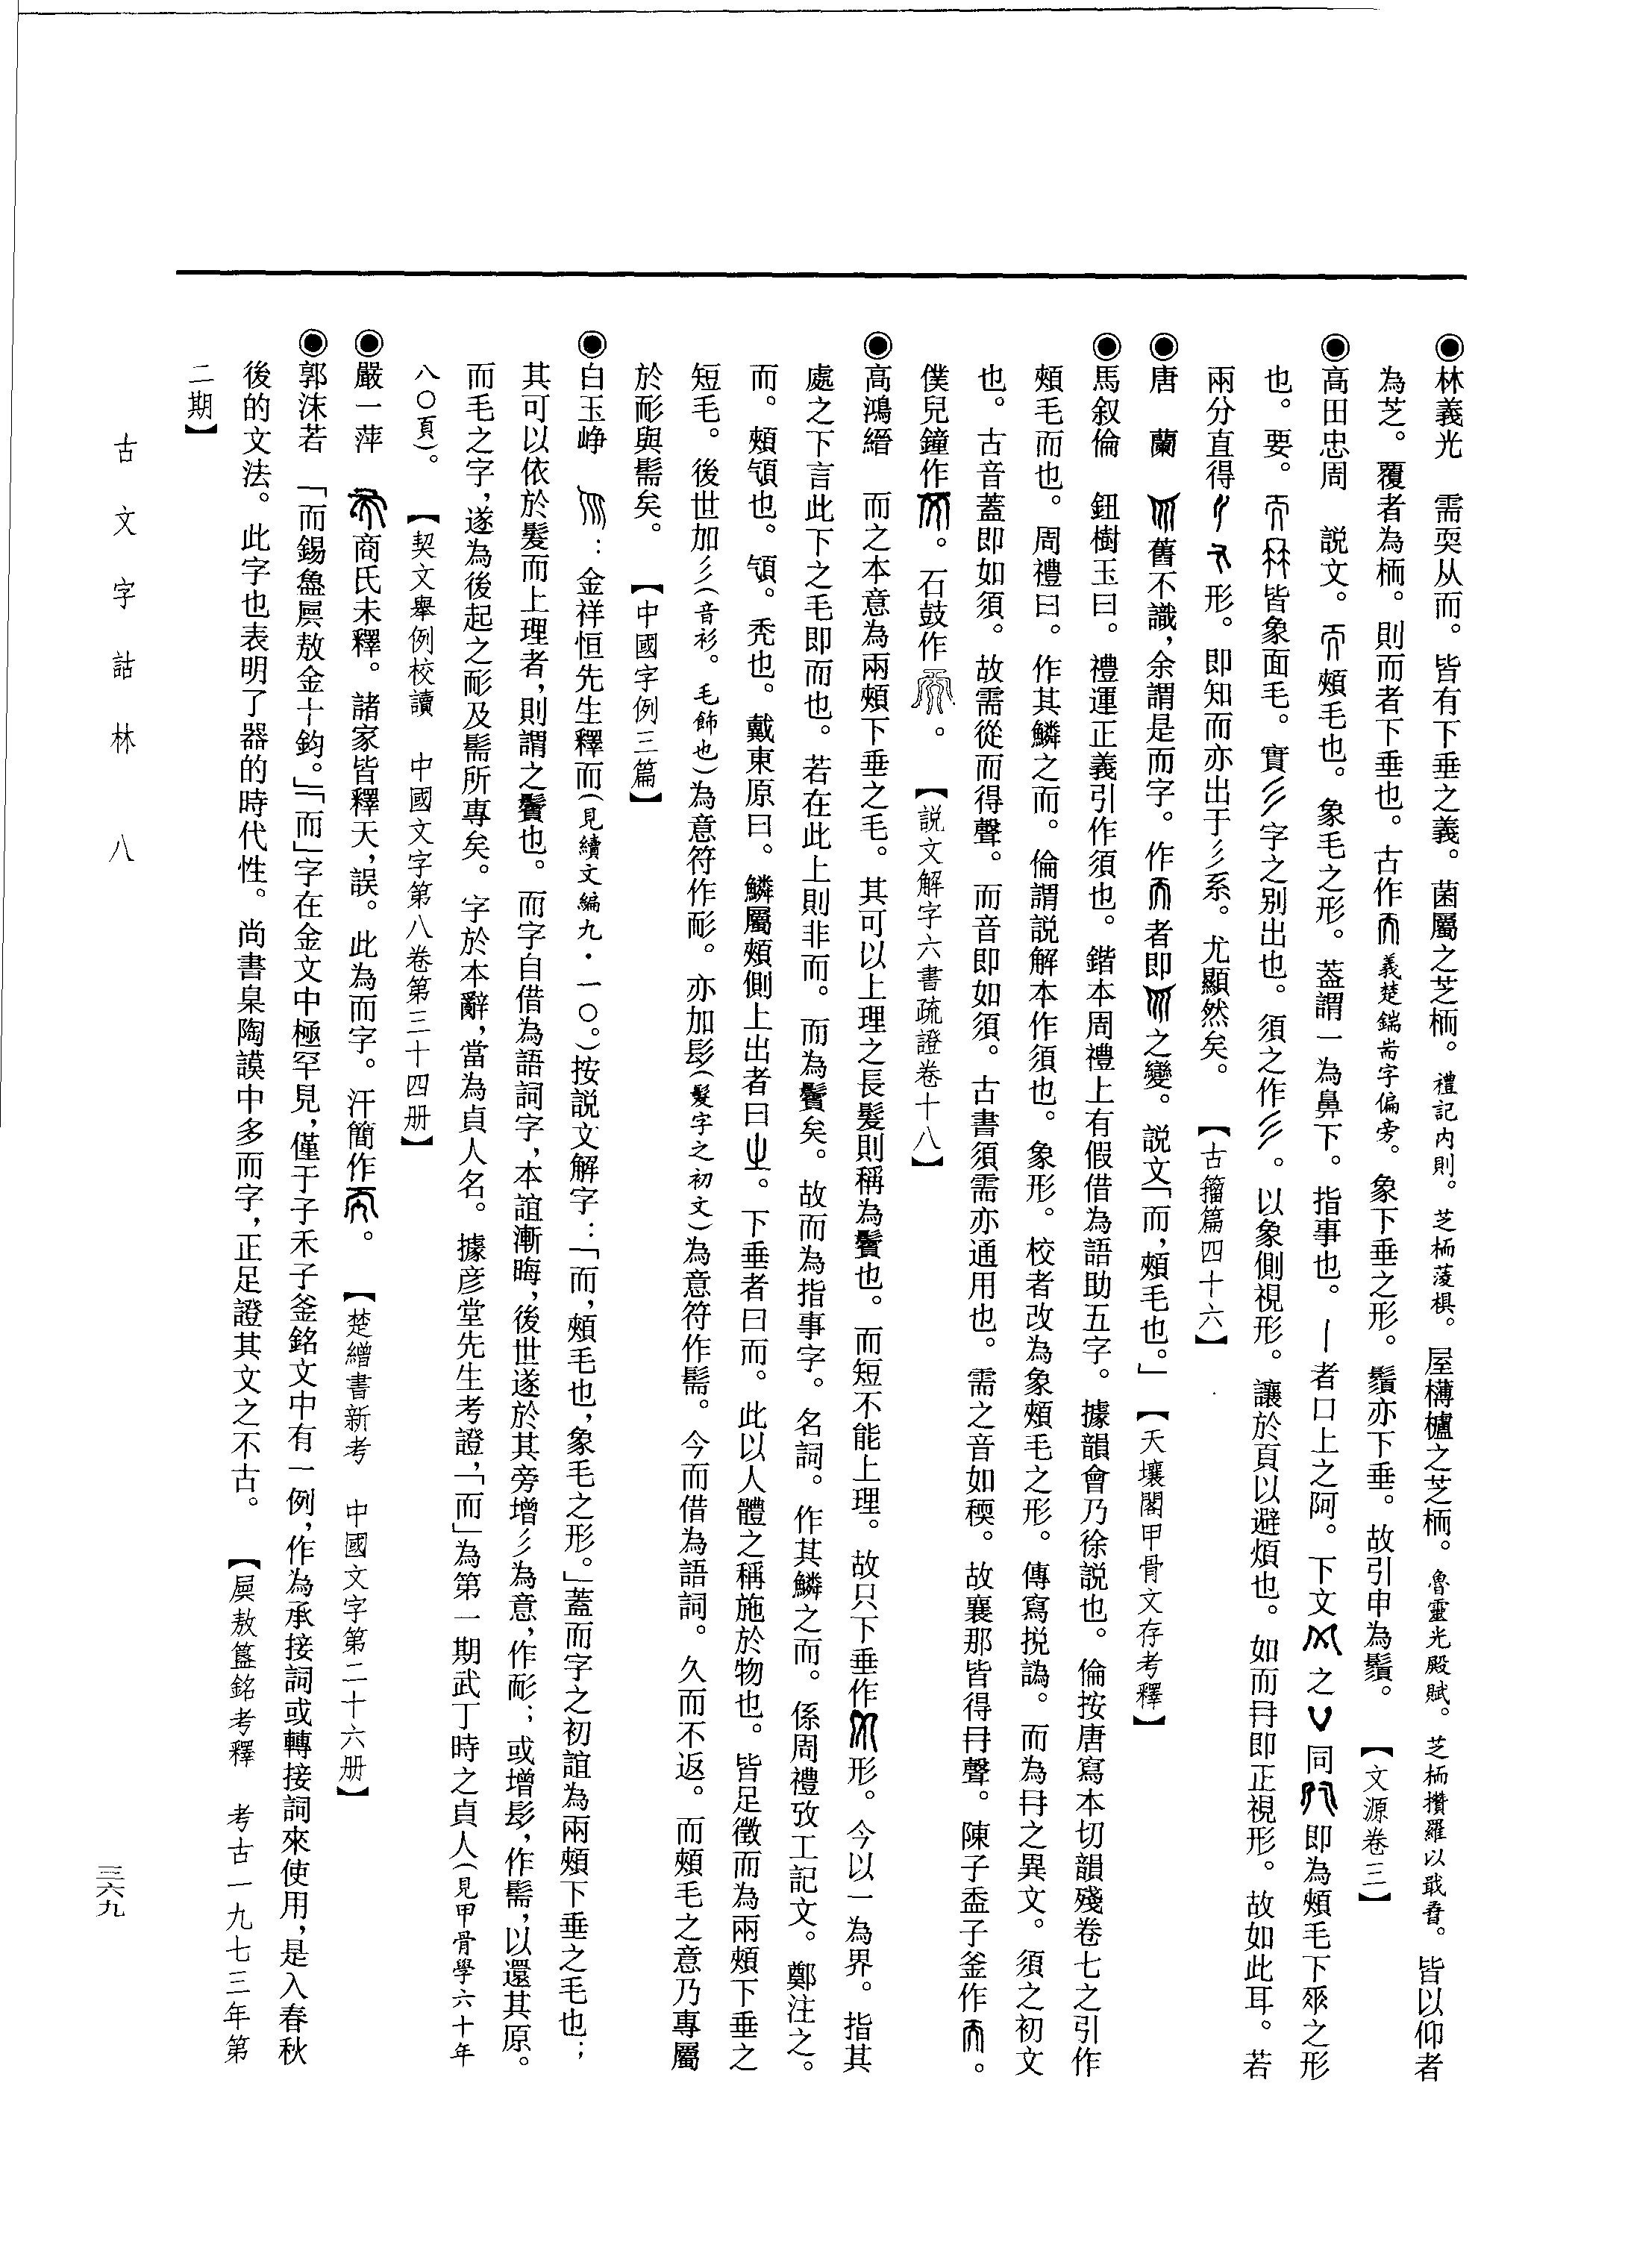 ◉林義光　需耎从而。皆有下垂之義。菌屬之芝栭。禮記内則。芝栭蔆椇。屋欂櫨之芝栭。魯靈光殿賦。芝栭攢羅以戢孴。皆以仰者
為芝。覆者為栭。則而者下垂也。古作。義楚鍴耑字偏旁。象下垂之形。鬚亦下垂。故引申為鬚。【文源卷三】
◉高田忠周　説文。頰毛也。象毛之形。蓋謂一為鼻下。指事也。丨者口上之阿。下文之同即為頰毛下垂之形
也。要。皆象面毛。實彡字之别出也。須之作彡。以象側視形。讓於頁以避煩也。如而冄即正視形。故如此耳。若
兩分直得形。即知而亦出于彡系。尤顯然矣。【古籀篇四十六】
◉唐　蘭　舊不識，余謂是而字。作者即之變。説文「而，頰毛也。」【天壤閣甲骨文存考釋】
◉馬叙倫　鈕樹玉曰。禮運正義引作須也。鍇本周禮上有假借為語助五字。據韻會乃徐説也。倫按唐寫本切韻殘卷七之引作
頰毛而也。周禮曰。作其鱗之而。倫謂説解本作須也。象形。校者改為象頰毛之形。傳寫挩譌。而為冄之異文。須之初文
也。古音蓋即如須。故需從而得聲。而音即如須。古書須需亦通用也。需之音如稬。故襄那皆得冄聲。陳子盉子釜作。
僕兒鐘作。石鼓作。【説文解字六書疏證卷十八】
◉高鴻縉　而之本意為兩頰下垂之毛。其可以上理之長髮則稱為鬢也。而短不能上理。故只下垂作形。今以一為界。指其
處之下言此下之毛即而也。若在此上則非而。而為鬢矣。故而為指事字。名詞。作其鱗之而。係周禮攷工記文。鄭注之。
而。頰頜也。頜。秃也。戴東原曰。鱗屬頰側上出者曰之。下垂者曰而。此以人體之稱施於物也。皆足徵而為兩頰下垂之
短毛。後世加彡(音衫。毛飾也)為意符作耏。亦加髟(髮字之初文)為意符作髵。今而借為語詞。久而不返。而頰毛之意乃專屬
於耏與髵矣。【中國字例三篇】
◉白玉峥　：金祥恒先生釋而(見續文編九·一〇。)按説文解字：「而，頰毛也，象毛之形。」蓋而字之初誼為兩頰下垂之毛也；
其可以依於髮而上理者，則謂之鬢也。而字自借為語詞字，本誼漸晦，後世遂於其旁增彡為意，作耏；或增髟，作髵，以還其原。
而毛之字，遂為後起之耏及髵所專矣。字於本辭，當為貞人名。據彦堂先生考證，「而」為第一期武丁時之貞人(見甲骨學六十年
八〇頁)。【契文舉例校讀　中國文字第八卷第三十四册】
◉嚴一萍　商氏未釋。諸家皆釋天，誤。此為而字。汗簡作。【楚繒書新考　中國文字第二十六册】
◉郭沫若　「而錫魯㞟敖金十鈞。」「而」字在金文中極罕見，僅于子禾子釜銘文中有一例，作為承接詞或轉接詞來使用，是入春秋
後的文法。此字也表明了器的時代性。尚書皋陶謨中多而字，正足證其文之不古。【㞟敖簋銘考釋　考古一九七三年第
二期】
古文字詁林　八
三六九